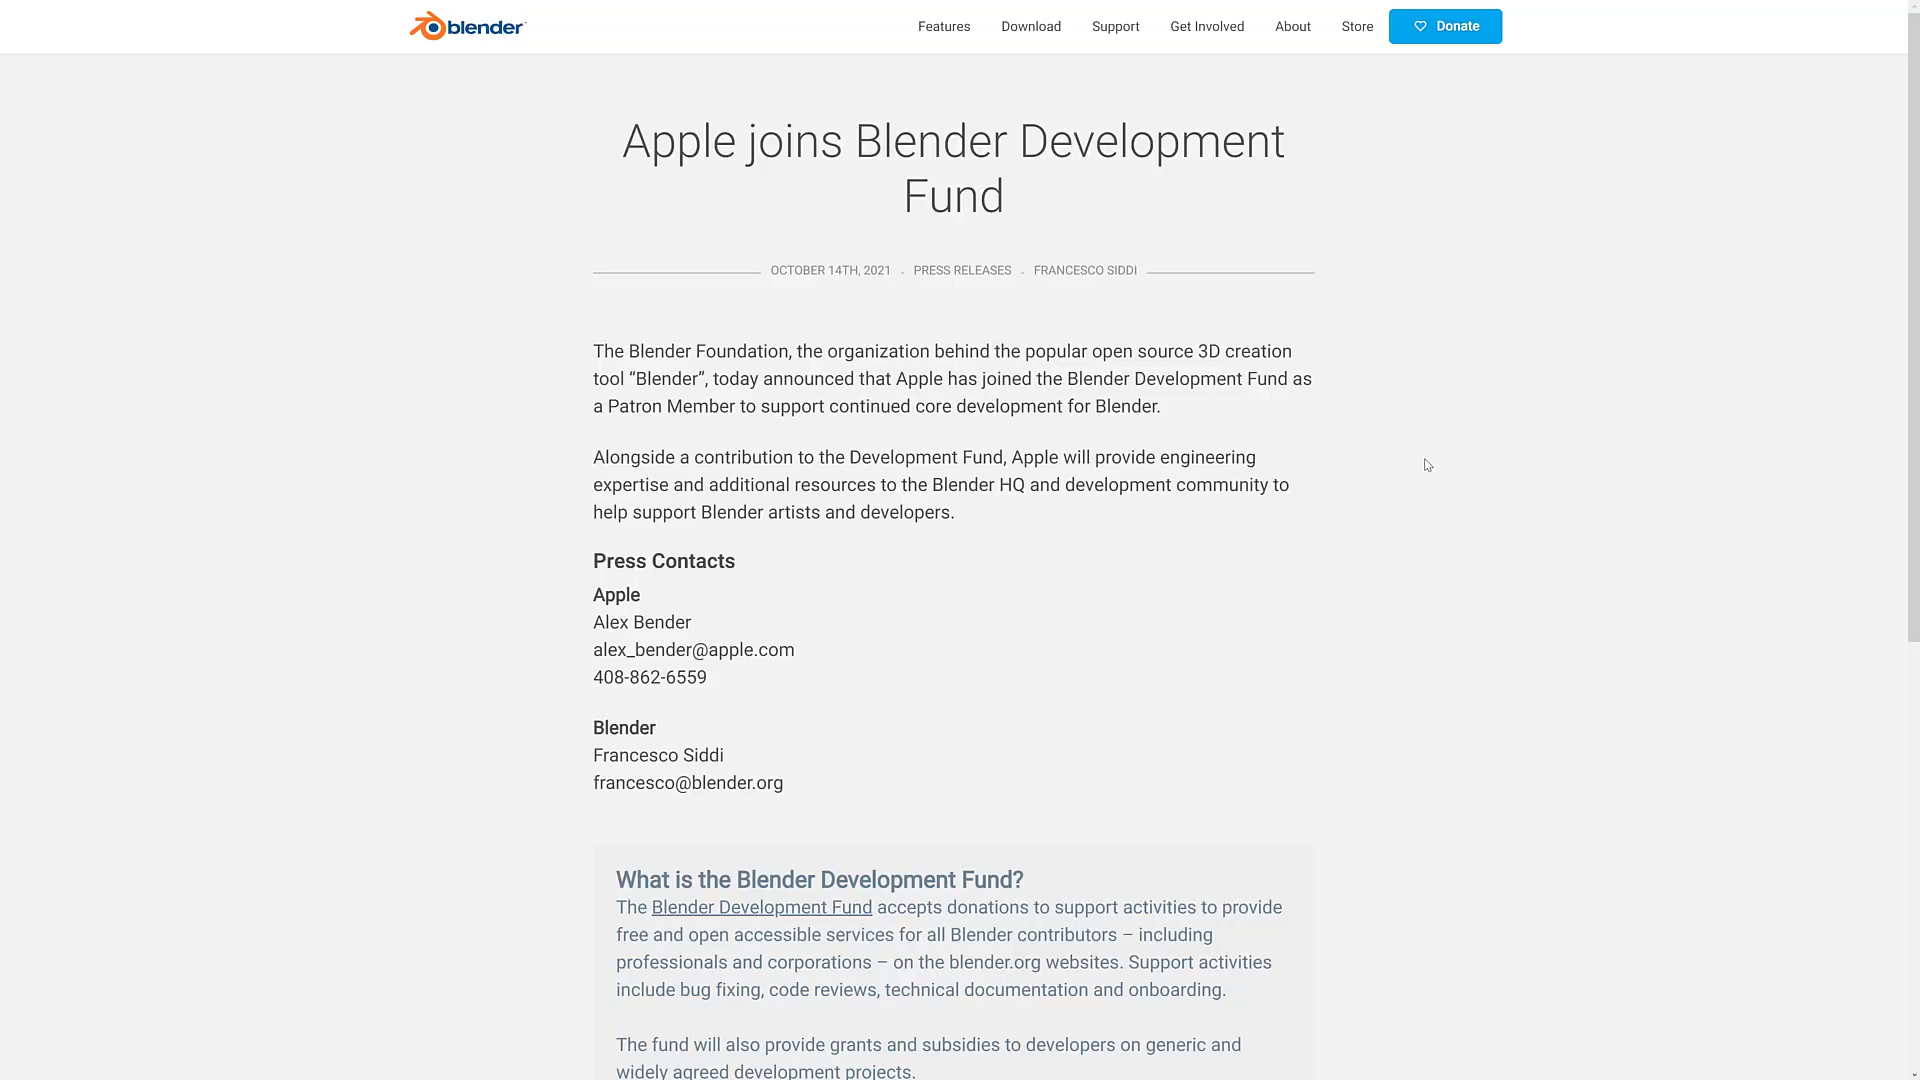 blender
Features Download Support Get Involved About Store Donate
Apple joins Blender Development
Fund
OCTOBER 14TH, 2021 . PRESS RELEASES . FRANCESCO SIDDI
The Blender Foundation, the organization behind the popular open source 3D creation
tool “Blender”, today announced that Apple has joined the Blender Development Fund as
a Patron Member to support continued core development for Blender.
Alongside a contribution to the Development Fund, Apple will provide engineering
expertise and additional resources to the Blender HQ and development community to
help support Blender artists and developers.
Press Contacts
Apple
Alex Bender
alex_bender@apple.com
408-862-6559
Blender
Francesco Siddi
francesco@blender.org
What is the Blender Development Fund?
The Blender Development Fund accepts donations to support activities to provide
free and open accessible services for all Blender contributors – including
professionals and corporations – on the blender.org websites. Support activities
include bug fixing, code reviews, technical documentation and onboarding.
The fund will also provide grants and subsidies to developers on generic and
widely agreed development projects.